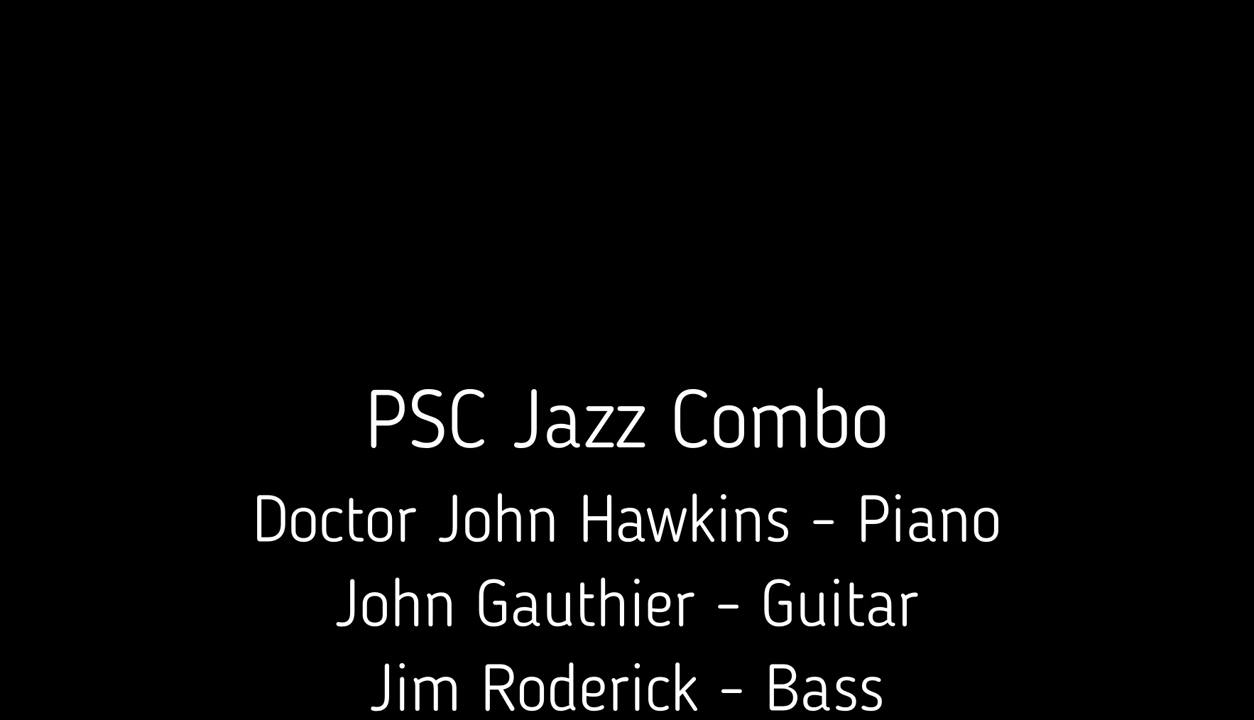 PSC Jazz Combo
Doctor John Hawkins - Piano
John Gauthier - Guitar
Jim Roderick - Bass